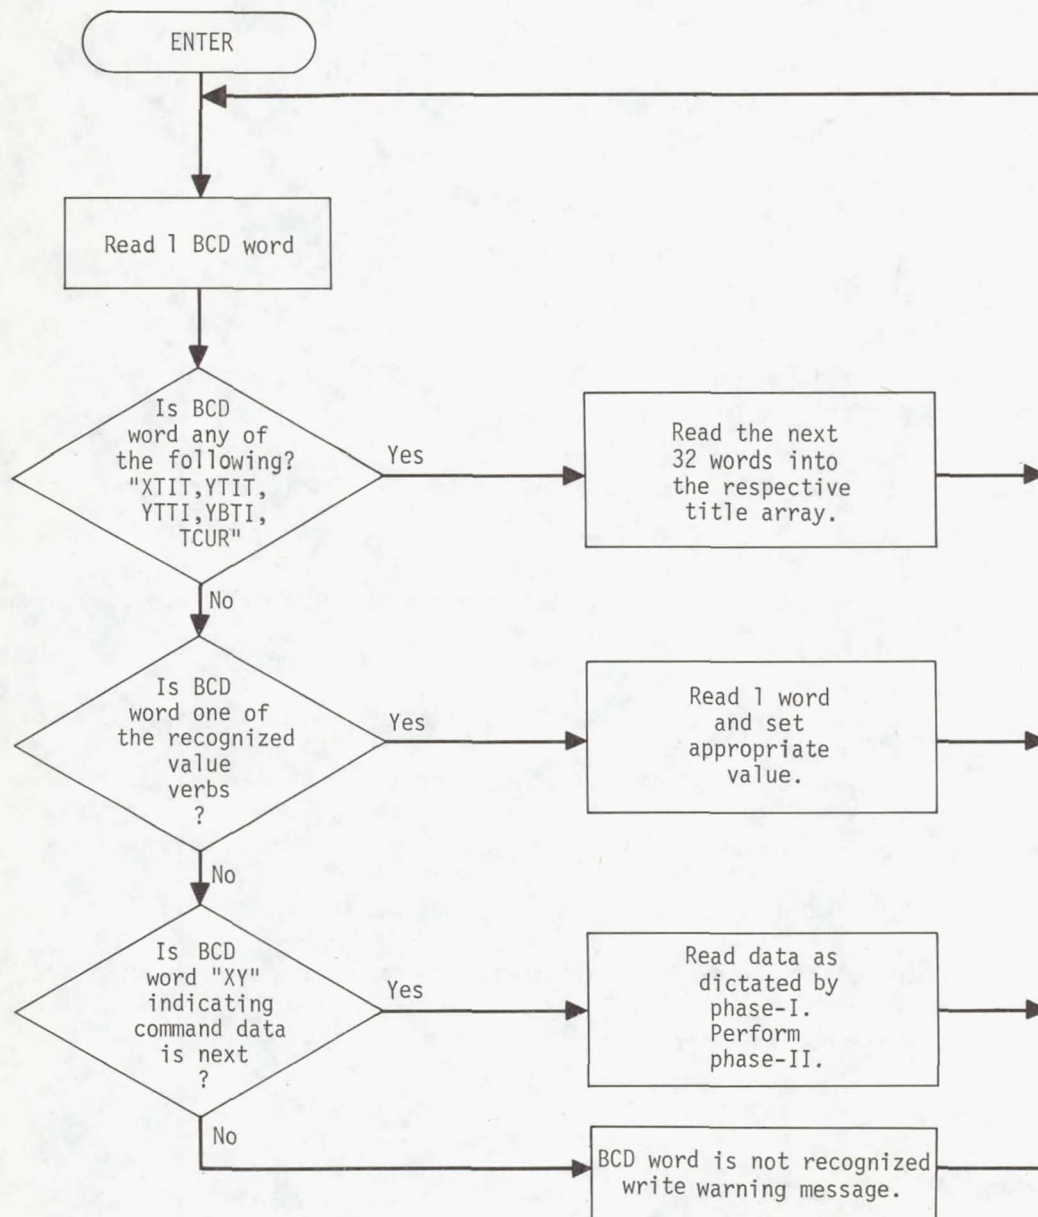 ENTER
Read 1 BCD word
Is BCD
word any of
the following?
"XTIT,YTIT,
YTTI,YBTI,
TCUR"
Yes
Read the next
32 words into
the respective
title array.
No
Is BCD
word one of
the recognized
value
verbs
?
Yes
Read 1 word
and set
appropriate
value.
No
Is BCD
word "XY"
indicating
command data
is next
?
Yes
Read data as
dictated by
phase-I.
Perform
phase-II.
No
BCD word is not recognized
write warning message.